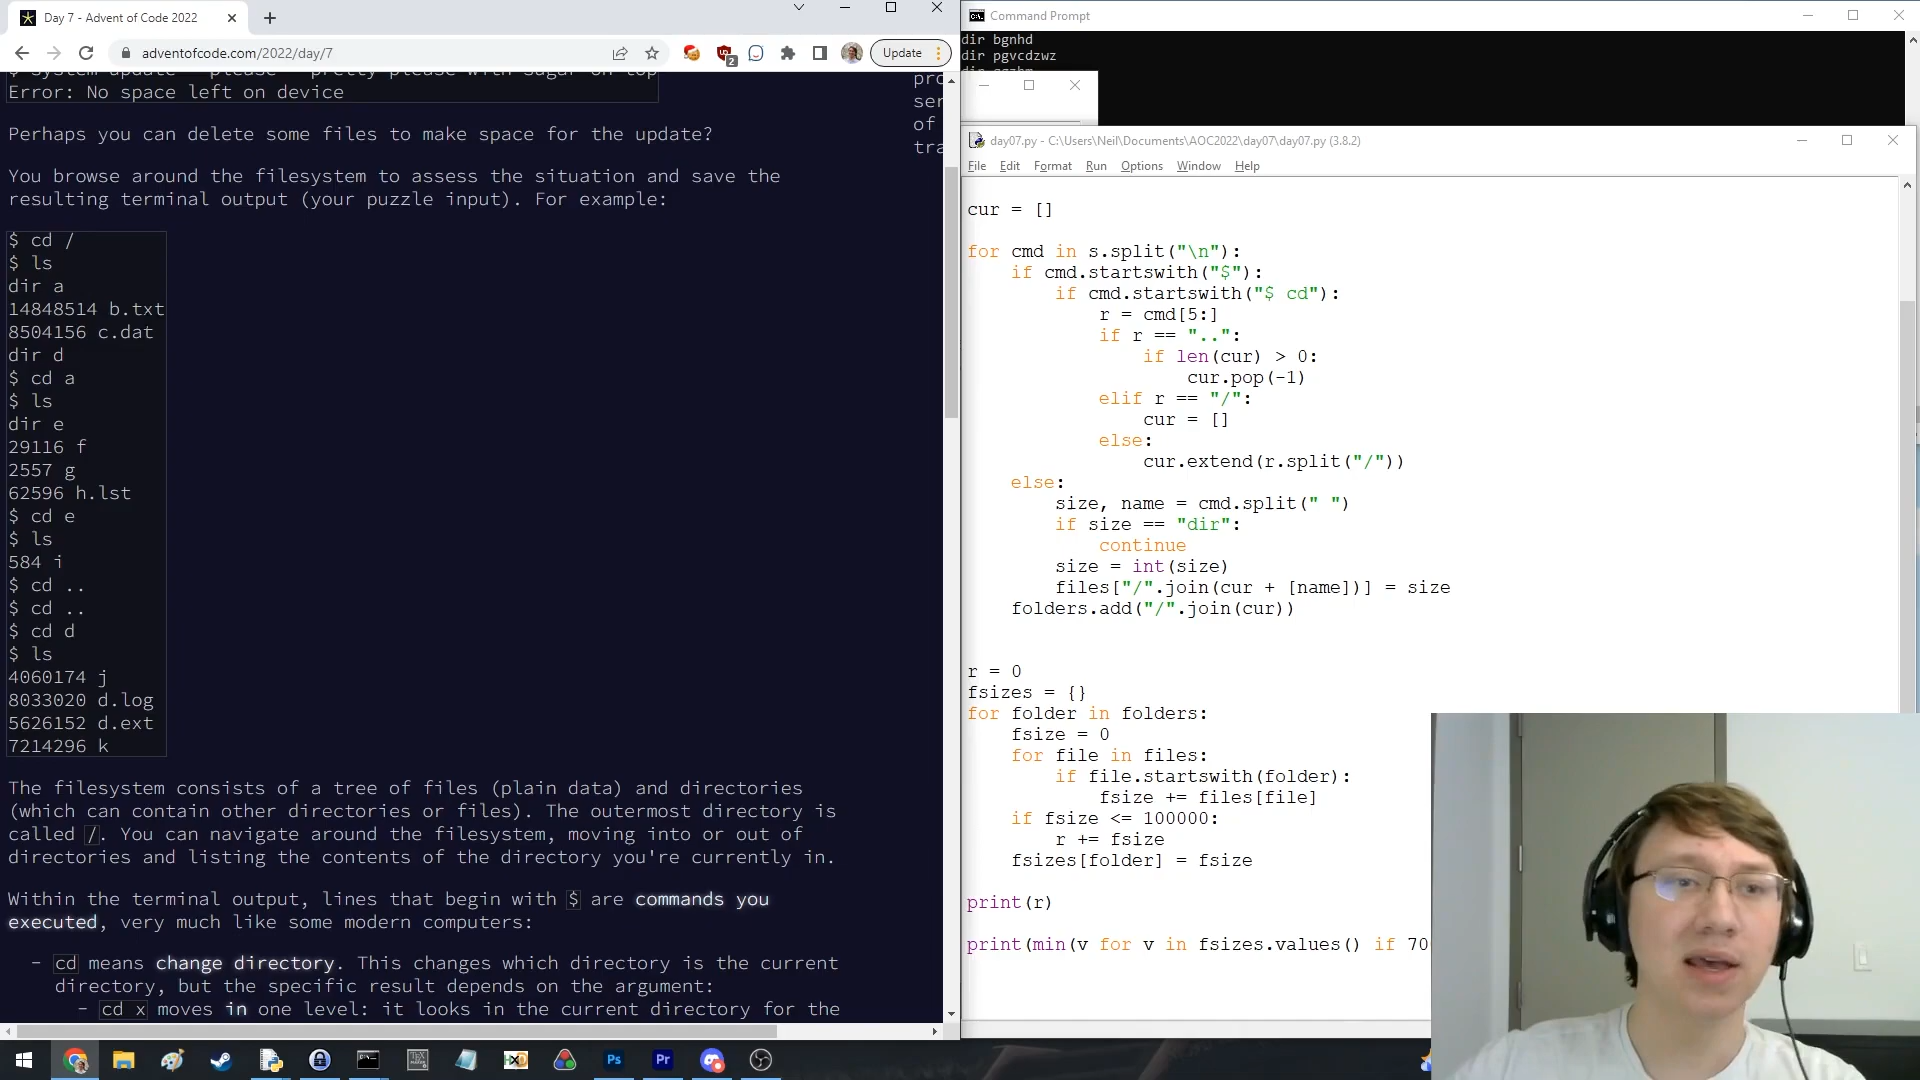 Day 7 - Advent of Code 2022
adventofcode.com/2022/day/7
Update
2
Error: No space left on device
Perhaps you can delete some files to make space for the update?
You browse around the filesystem to assess the situation and save the
resulting terminal output (your puzzle input). For example:
$ cd /
$ ls
dir a
14848514 b.txt
8504156 c.dat
dir d
$ cd a
$ ls
dir e
29116 f
2557 g
62596 h.lst
$ cd e
$ ls
584 i
$ cd ..
$ cd ..
$ cd d
$ ls
4060174 j
8033020 d.log
5626152 d.ext
7214296 k
The filesystem consists of a tree of files (plain data) and directories
(which can contain other directories or files). The outermost directory is
called /. You can navigate around the filesystem, moving into or out of
directories and listing the contents of the directory you're currently in.
Within the terminal output, lines that begin with $ are commands you
executed, very much like some modern computers:
- cd means change directory. This changes which directory is the current
directory, but the specific result depends on the argument:
- cd x moves in one level: it looks in the current directory for the
pro
ser
of
tra
Command Prompt
dir bgnhd
dir pgvcdzwz
day07.py - C:\Users\Neil\Documents\AOC2022\day07\day07.py (3.8.2)
File Edit Format Run Options Window Help
cur = []
for cmd in s.split("\n"):
    if cmd.startswith("$"):
        if cmd.startswith("$ cd"):
            r = cmd[5:]
            if r == "..":
                if len(cur) > 0:
                    cur.pop(-1)
            elif r == "/":
                cur = []
            else:
                cur.extend(r.split("/"))
    else:
        size, name = cmd.split(" ")
        if size == "dir":
            continue
        size = int(size)
        files["/".join(cur + [name])] = size
    folders.add("/".join(cur))
r = 0
fsizes = {}
for folder in folders:
    fsize = 0
    for file in files:
        if file.startswith(folder):
            fsize += files[file]
    if fsize <= 100000:
        r += fsize
    fsizes[folder] = fsize
print(r)
print(min(v for v in fsizes.values() if 70
Ps
Pr